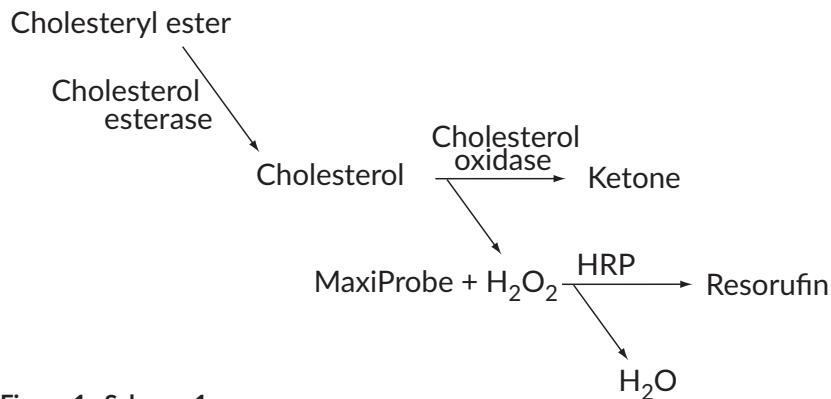 Cholesteryl ester
Cholesterol
esterase
Cholesterol
oxidase
Cholesterol
Ketone
HRP
MaxiProbe + H₂O₂
Resorufin
H₂O